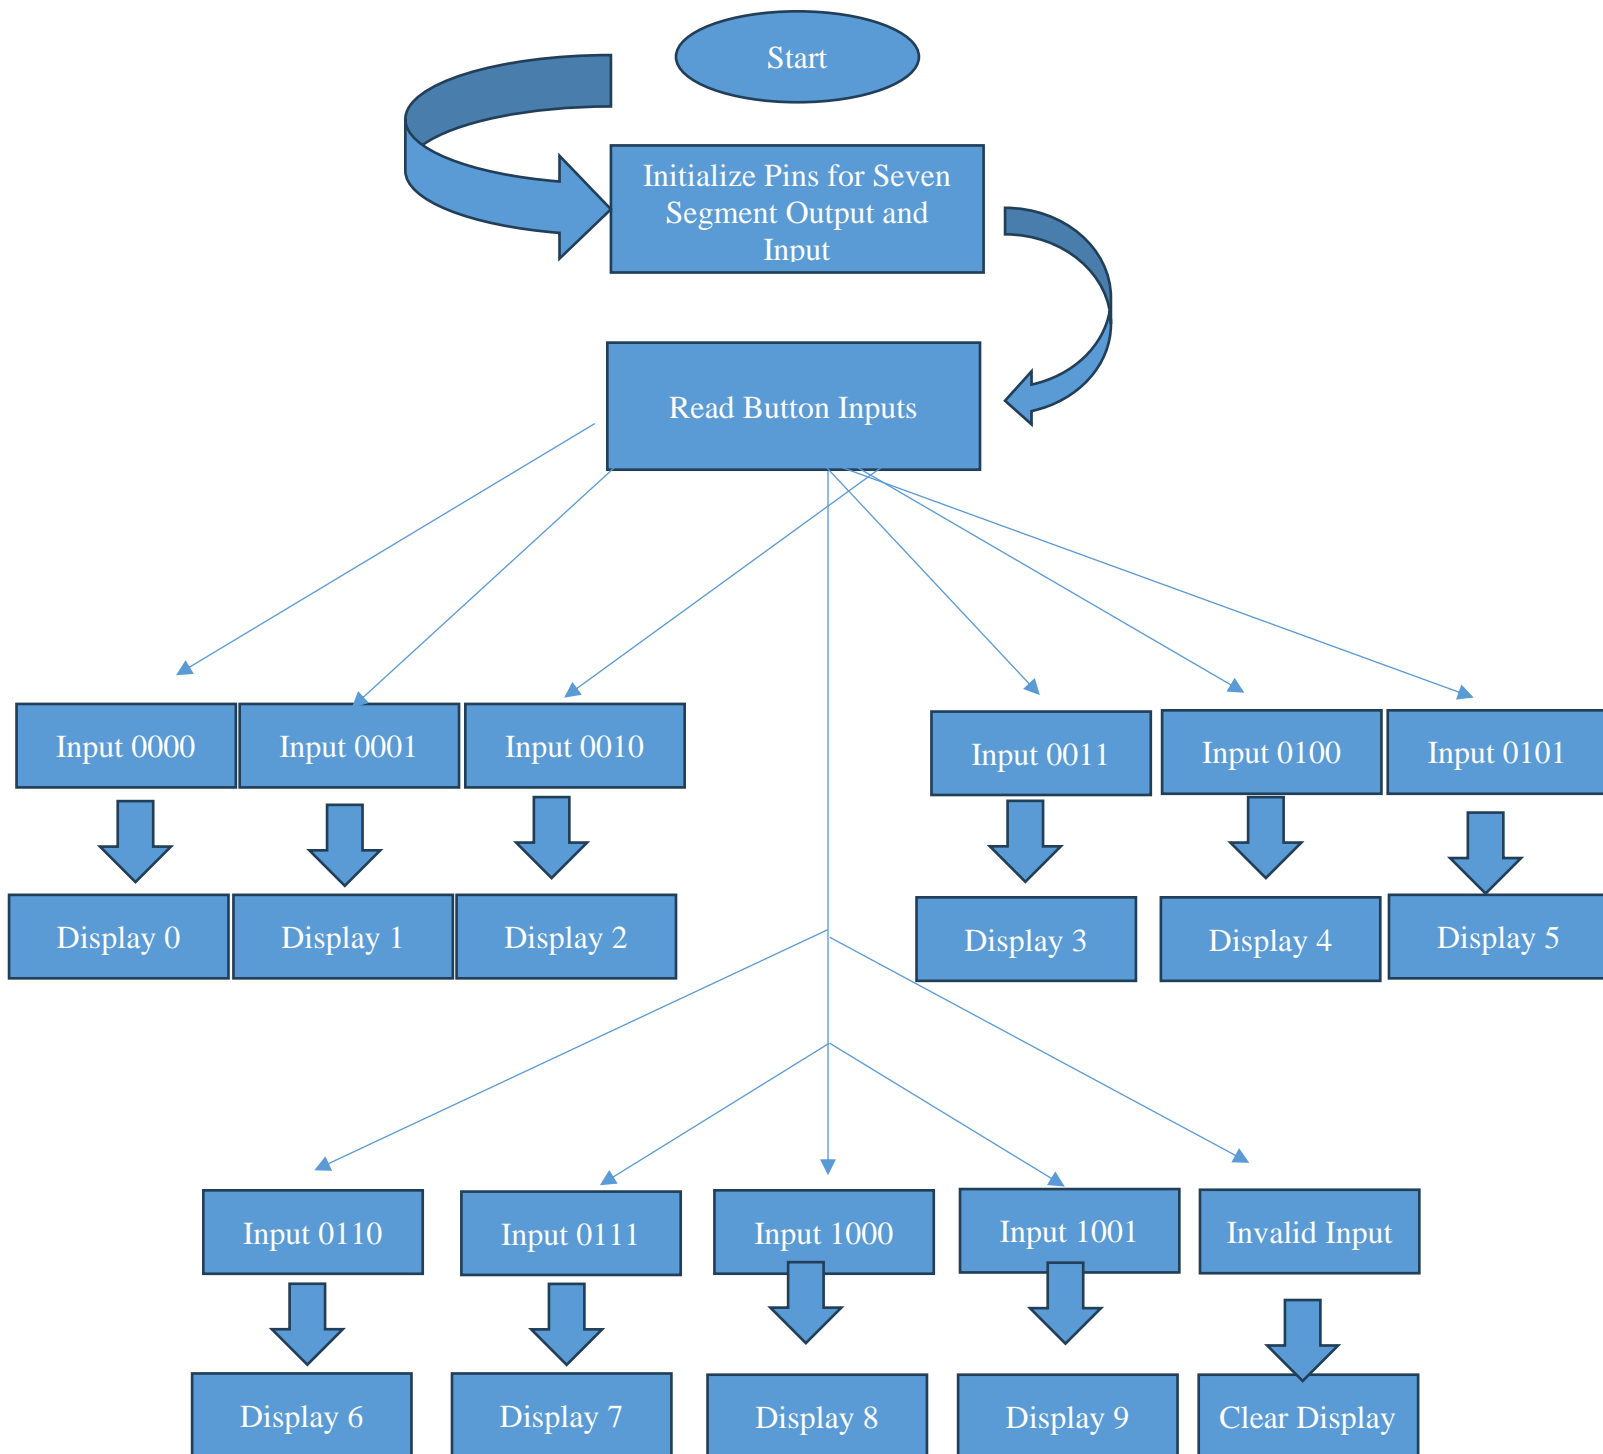 Start
Initialize Pins for Seven
Segment Output and
Input
Read Button Inputs
Input 0000
Input 0001
Input 0010
Input 0011
Input 0100
Input 0101
Display 0
Display 1
Display 2
Display 3
Display 4
Display 5
Input 0110
Input 0111
Input 1000
Input 1001
Invalid Input
Display 6
Display 7
Display 8
Display 9
Clear Display